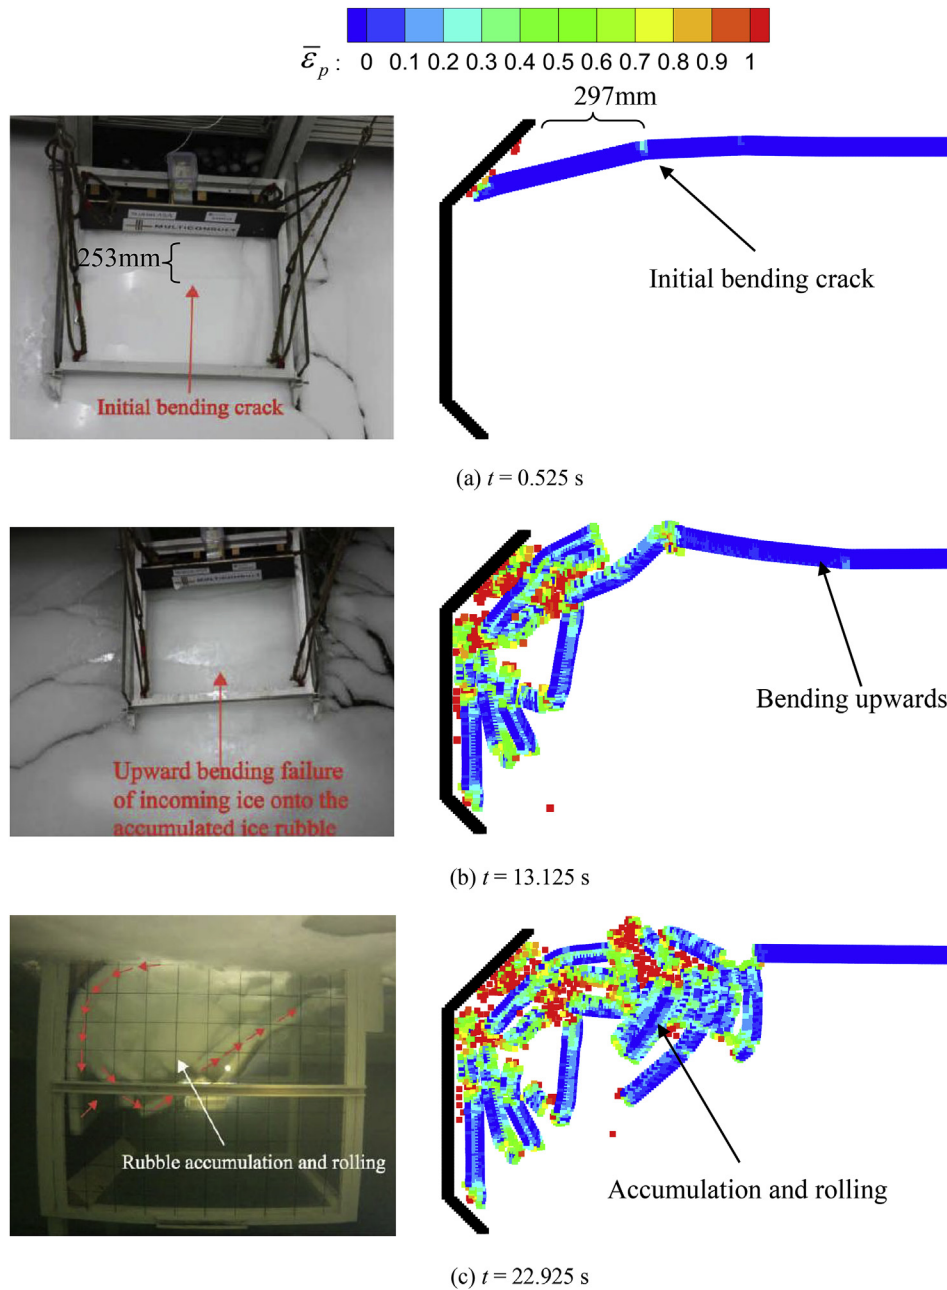 ε̅p : 0 0.1 0.2 0.3 0.4 0.5 0.6 0.7 0.8 0.9 1
297mm
MULTICONSULT
253mm
Initial bending crack
Initial bending crack
(a) t = 0.525 s
MULTICONSULT
Upward bending failure
of incoming ice onto the
accumulated ice rubble
Bending upwards
(b) t = 13.125 s
Rubble accumulation and rolling
Accumulation and rolling
(c) t = 22.925 s